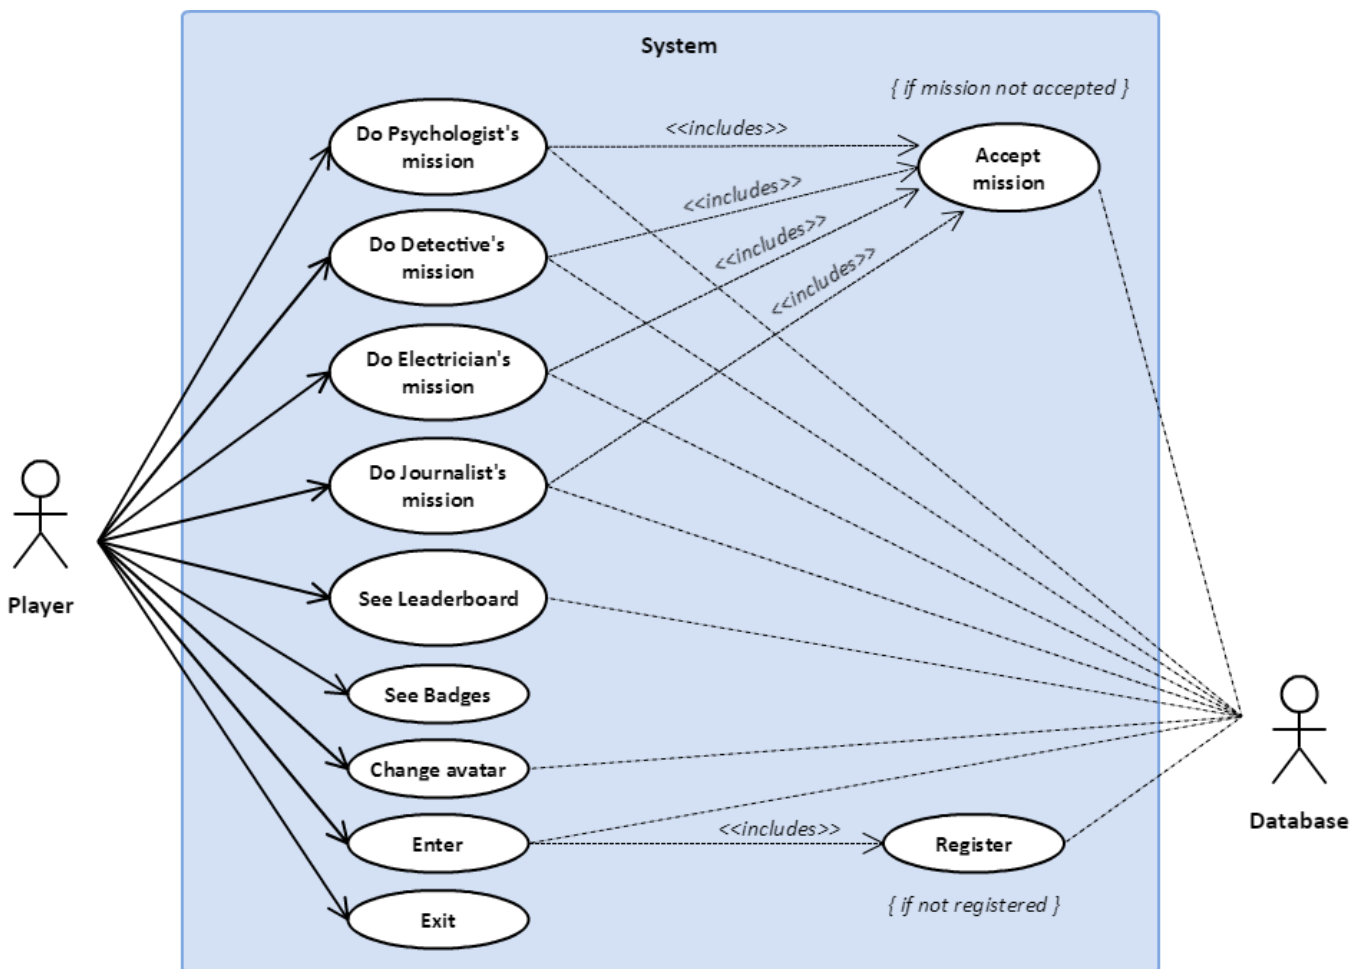 System
{ if mission not accepted }
Do Psychologist's
mission
<<includes>>
Accept
mission
<<includes>>
Do Detective's
mission
<<includes>>
<<includes>>
Do Electrician's
mission
Do Journalist's
mission
Player
See Leaderboard
See Badges
Change avatar
Database
Enter
<<includes>>
Register
{ if not registered }
Exit